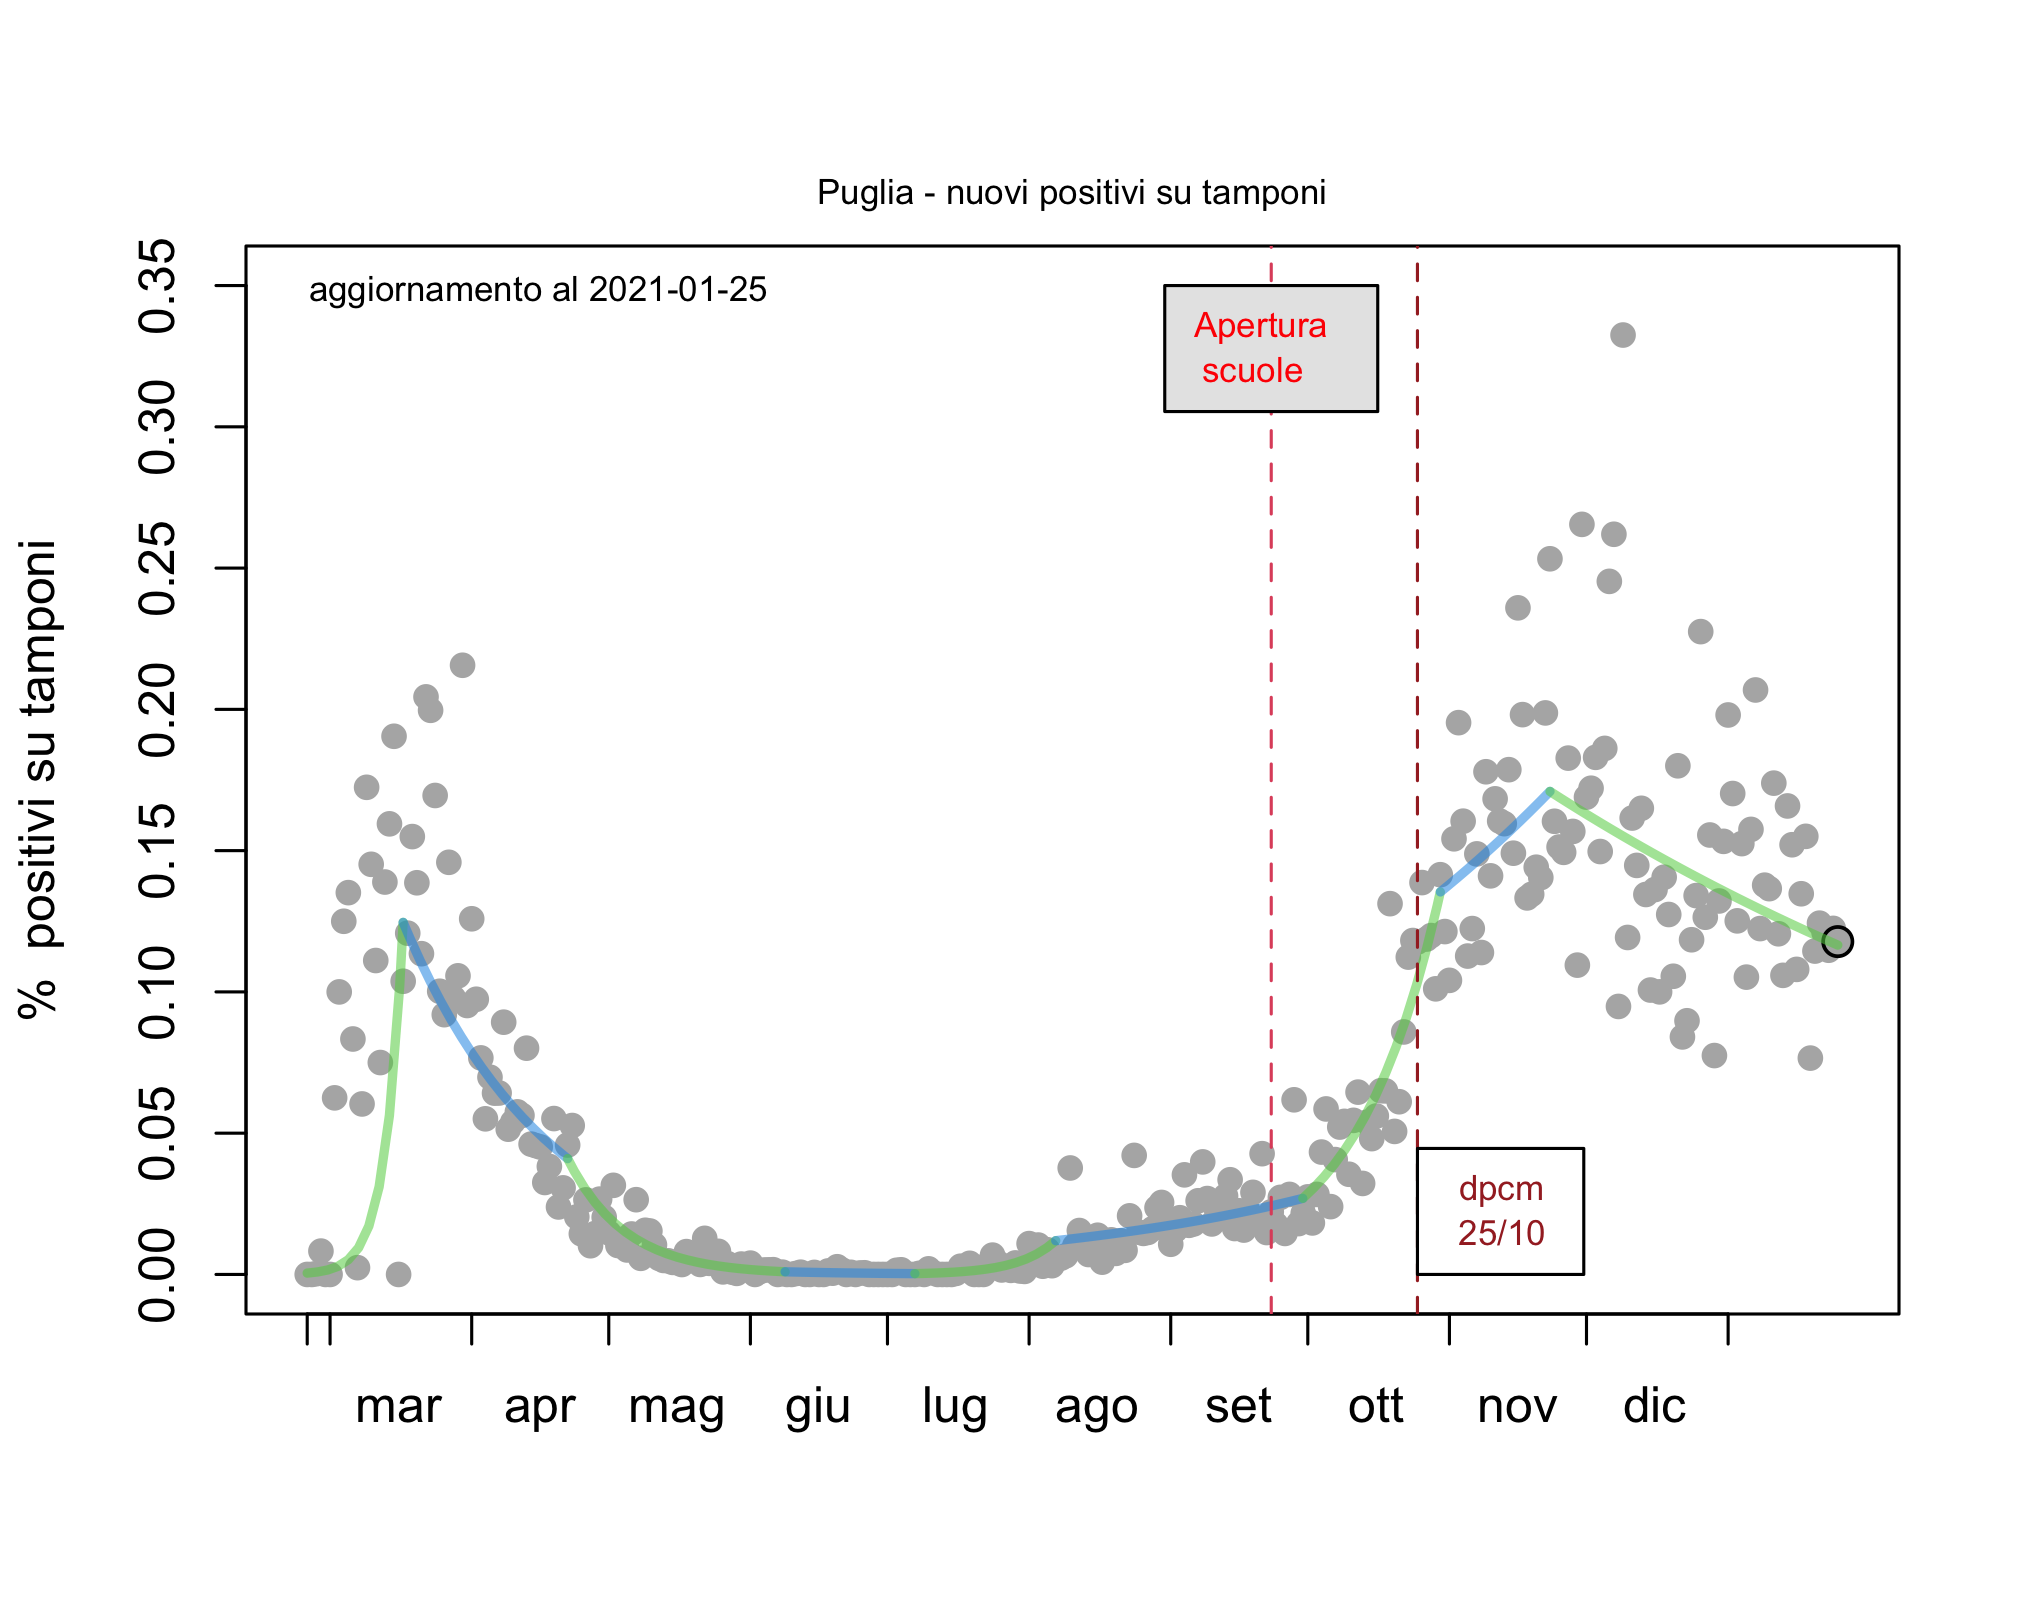 Puglia - nuovi positivi su tamponi
aggiornamento al 2021-01-25
Apertura
scuole
dpcm
25/10
% positivi su tamponi
0.35
0.30
0.25
0.20
0.15
0.10
0.05
0.00
mar apr mag giu lug ago set ott nov dic